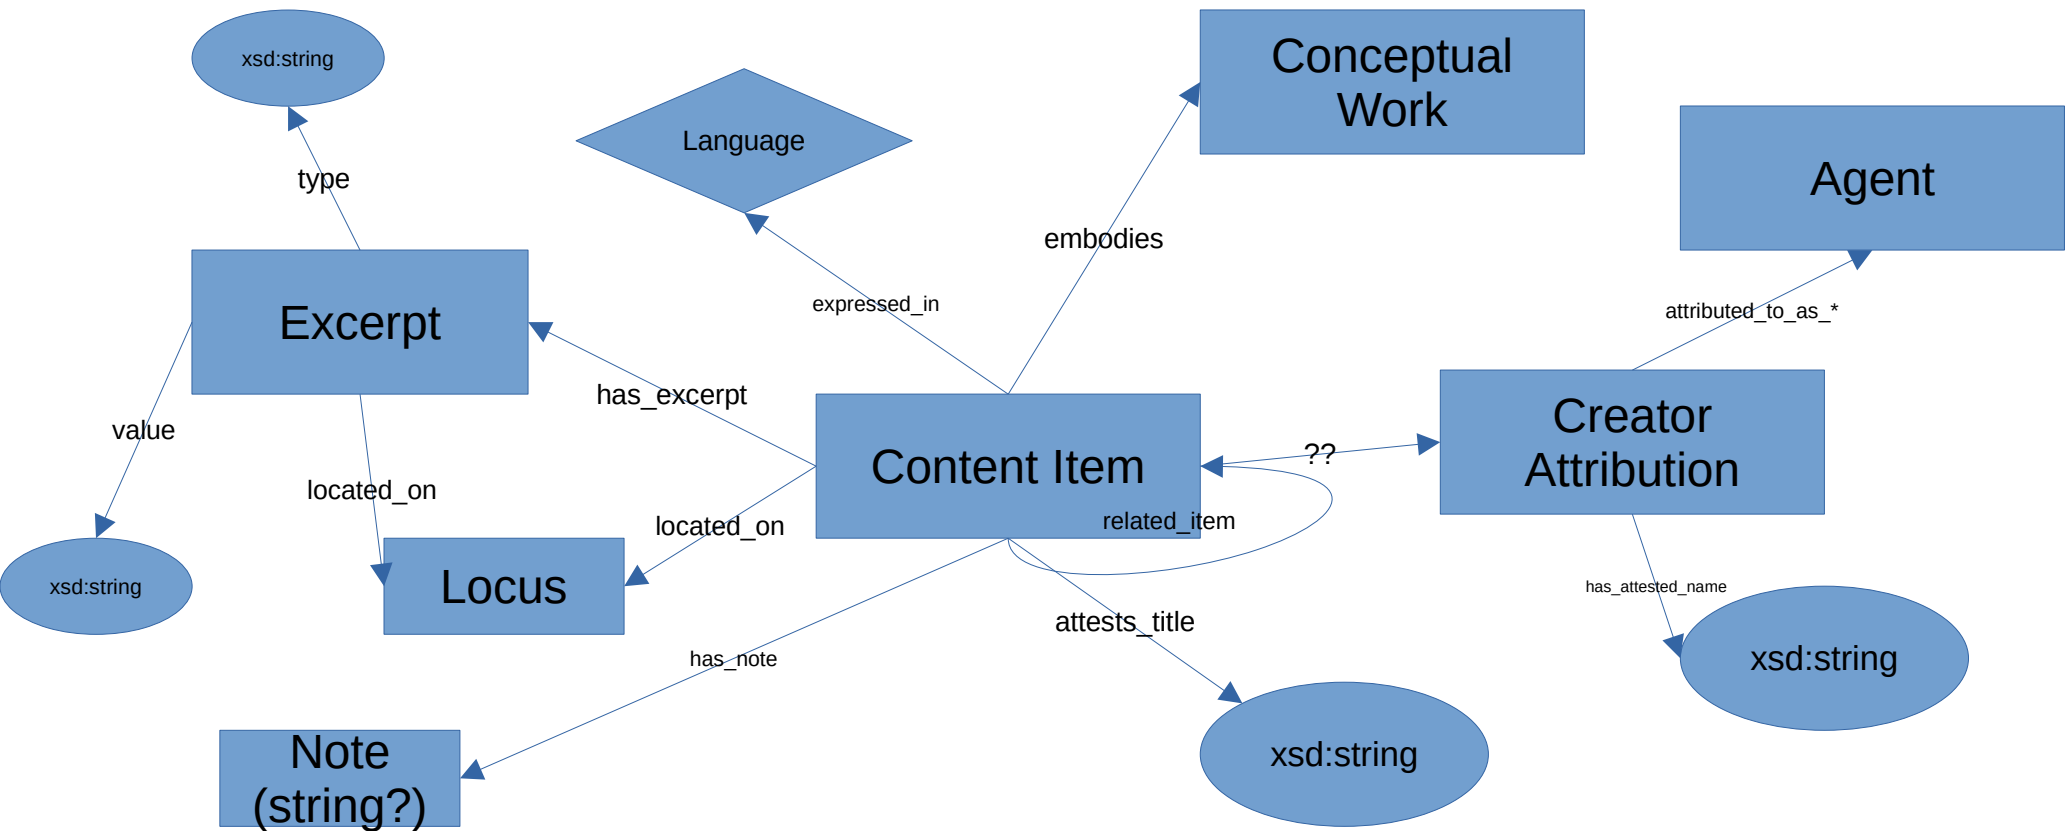 xsd:string
Conceptual
Work
Language
Agent
type
embodies
expressed_in
attributed_to_as_*
Excerpt
has_excerpt
value
Content Item
??
Creator
Attribution
located_on
located_on
related_item
xsd:string
Locus
has_attested_name
attests_title
has_note
xsd:string
Note
(string?)
xsd:string